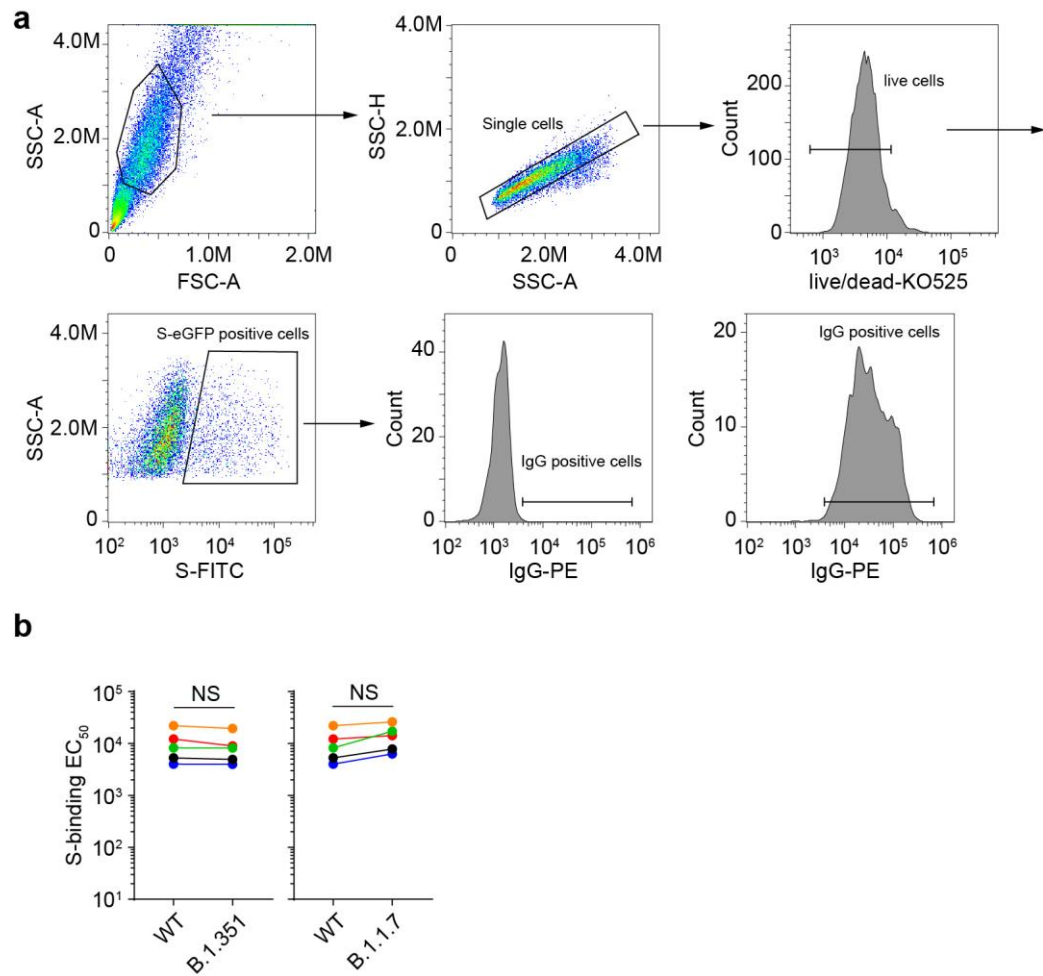 a
4.0M
2.0M
0
SSC-A
0
1.0M
2.0M
FSC-A
4.0M
2.0M
0
SSC-H
Single cells
0
2.0M
4.0M
SSC-A
200
100
0
Count
live cells
10³
10⁴
10⁵
live/dead-KO525
4.0M
2.0M
0
SSC-A
S-eGFP positive cells
10²
10³
10⁴
10⁵
S-FITC
40
20
0
Count
IgG positive cells
10²
10³
10⁴
10⁵
10⁶
IgG-PE
20
10
0
Count
IgG positive cells
10²
10³
10⁴
10⁵
10⁶
IgG-PE
b
S-binding EC₅₀
10⁵
10⁴
10³
10²
10¹
NS
WT
B.1.351
NS
WT
B.1.1.7